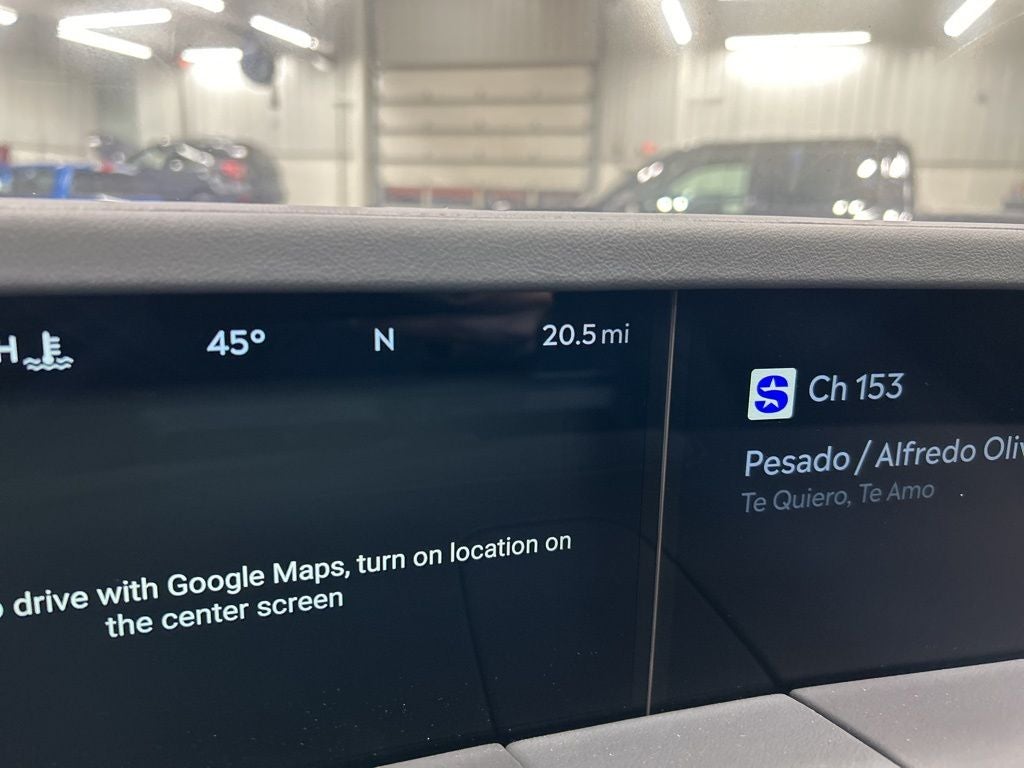 H 45° N 20.5 mi
Ch 153
Pesado / Alfredo
Te Quiero, Te Amo
drive with Google Maps, turn on location on
the center screen